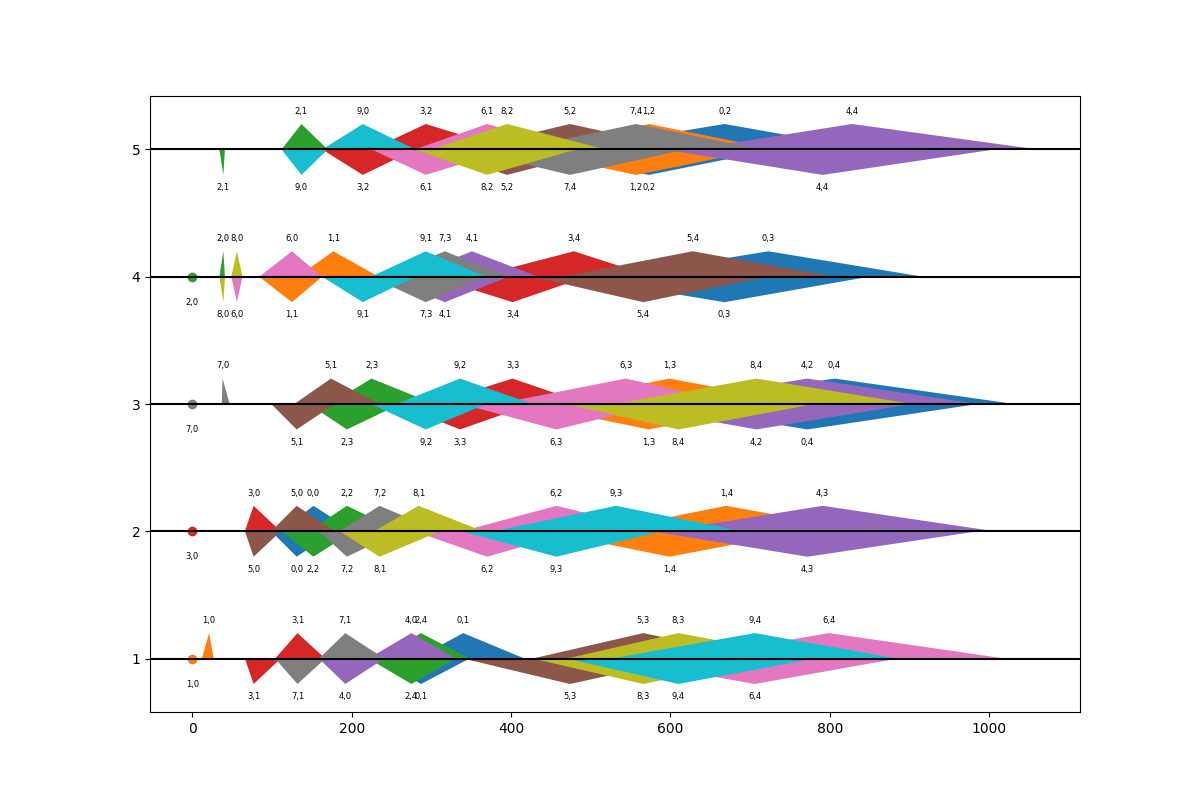 2,1 9,0 3,2 6,1 8,2 5,2 7,4 1,2 0,2 4,4
5
2,1 9,0 3,2 6,1 8,2 5,2 7,4 1,2 0,2 4,4
2,0 8,0 6,0 1,1 9,1 7,3 4,1 3,4 5,4 0,3
4
2,0
8,0 6,0 1,1 9,1 7,3 4,1 3,4 5,4 0,3
7,0 5,1 2,3 9,2 3,3 6,3 1,3 8,4 4,2 0,4
3
7,0
5,1 2,3 9,2 3,3 6,3 1,3 8,4 4,2 0,4
3,0 5,0 0,0 2,2 7,2 8,1 6,2 9,3 1,4 4,3
2
3,0
5,0 0,0 2,2 7,2 8,1 6,2 9,3 1,4 4,3
1,0 3,1 7,1 4,0 2,4 0,1 5,3 8,3 9,4 6,4
1
1,0
3,1 7,1 4,0 2,4 0,1 5,3 8,3 9,4 6,4
0 200 400 600 800 1000